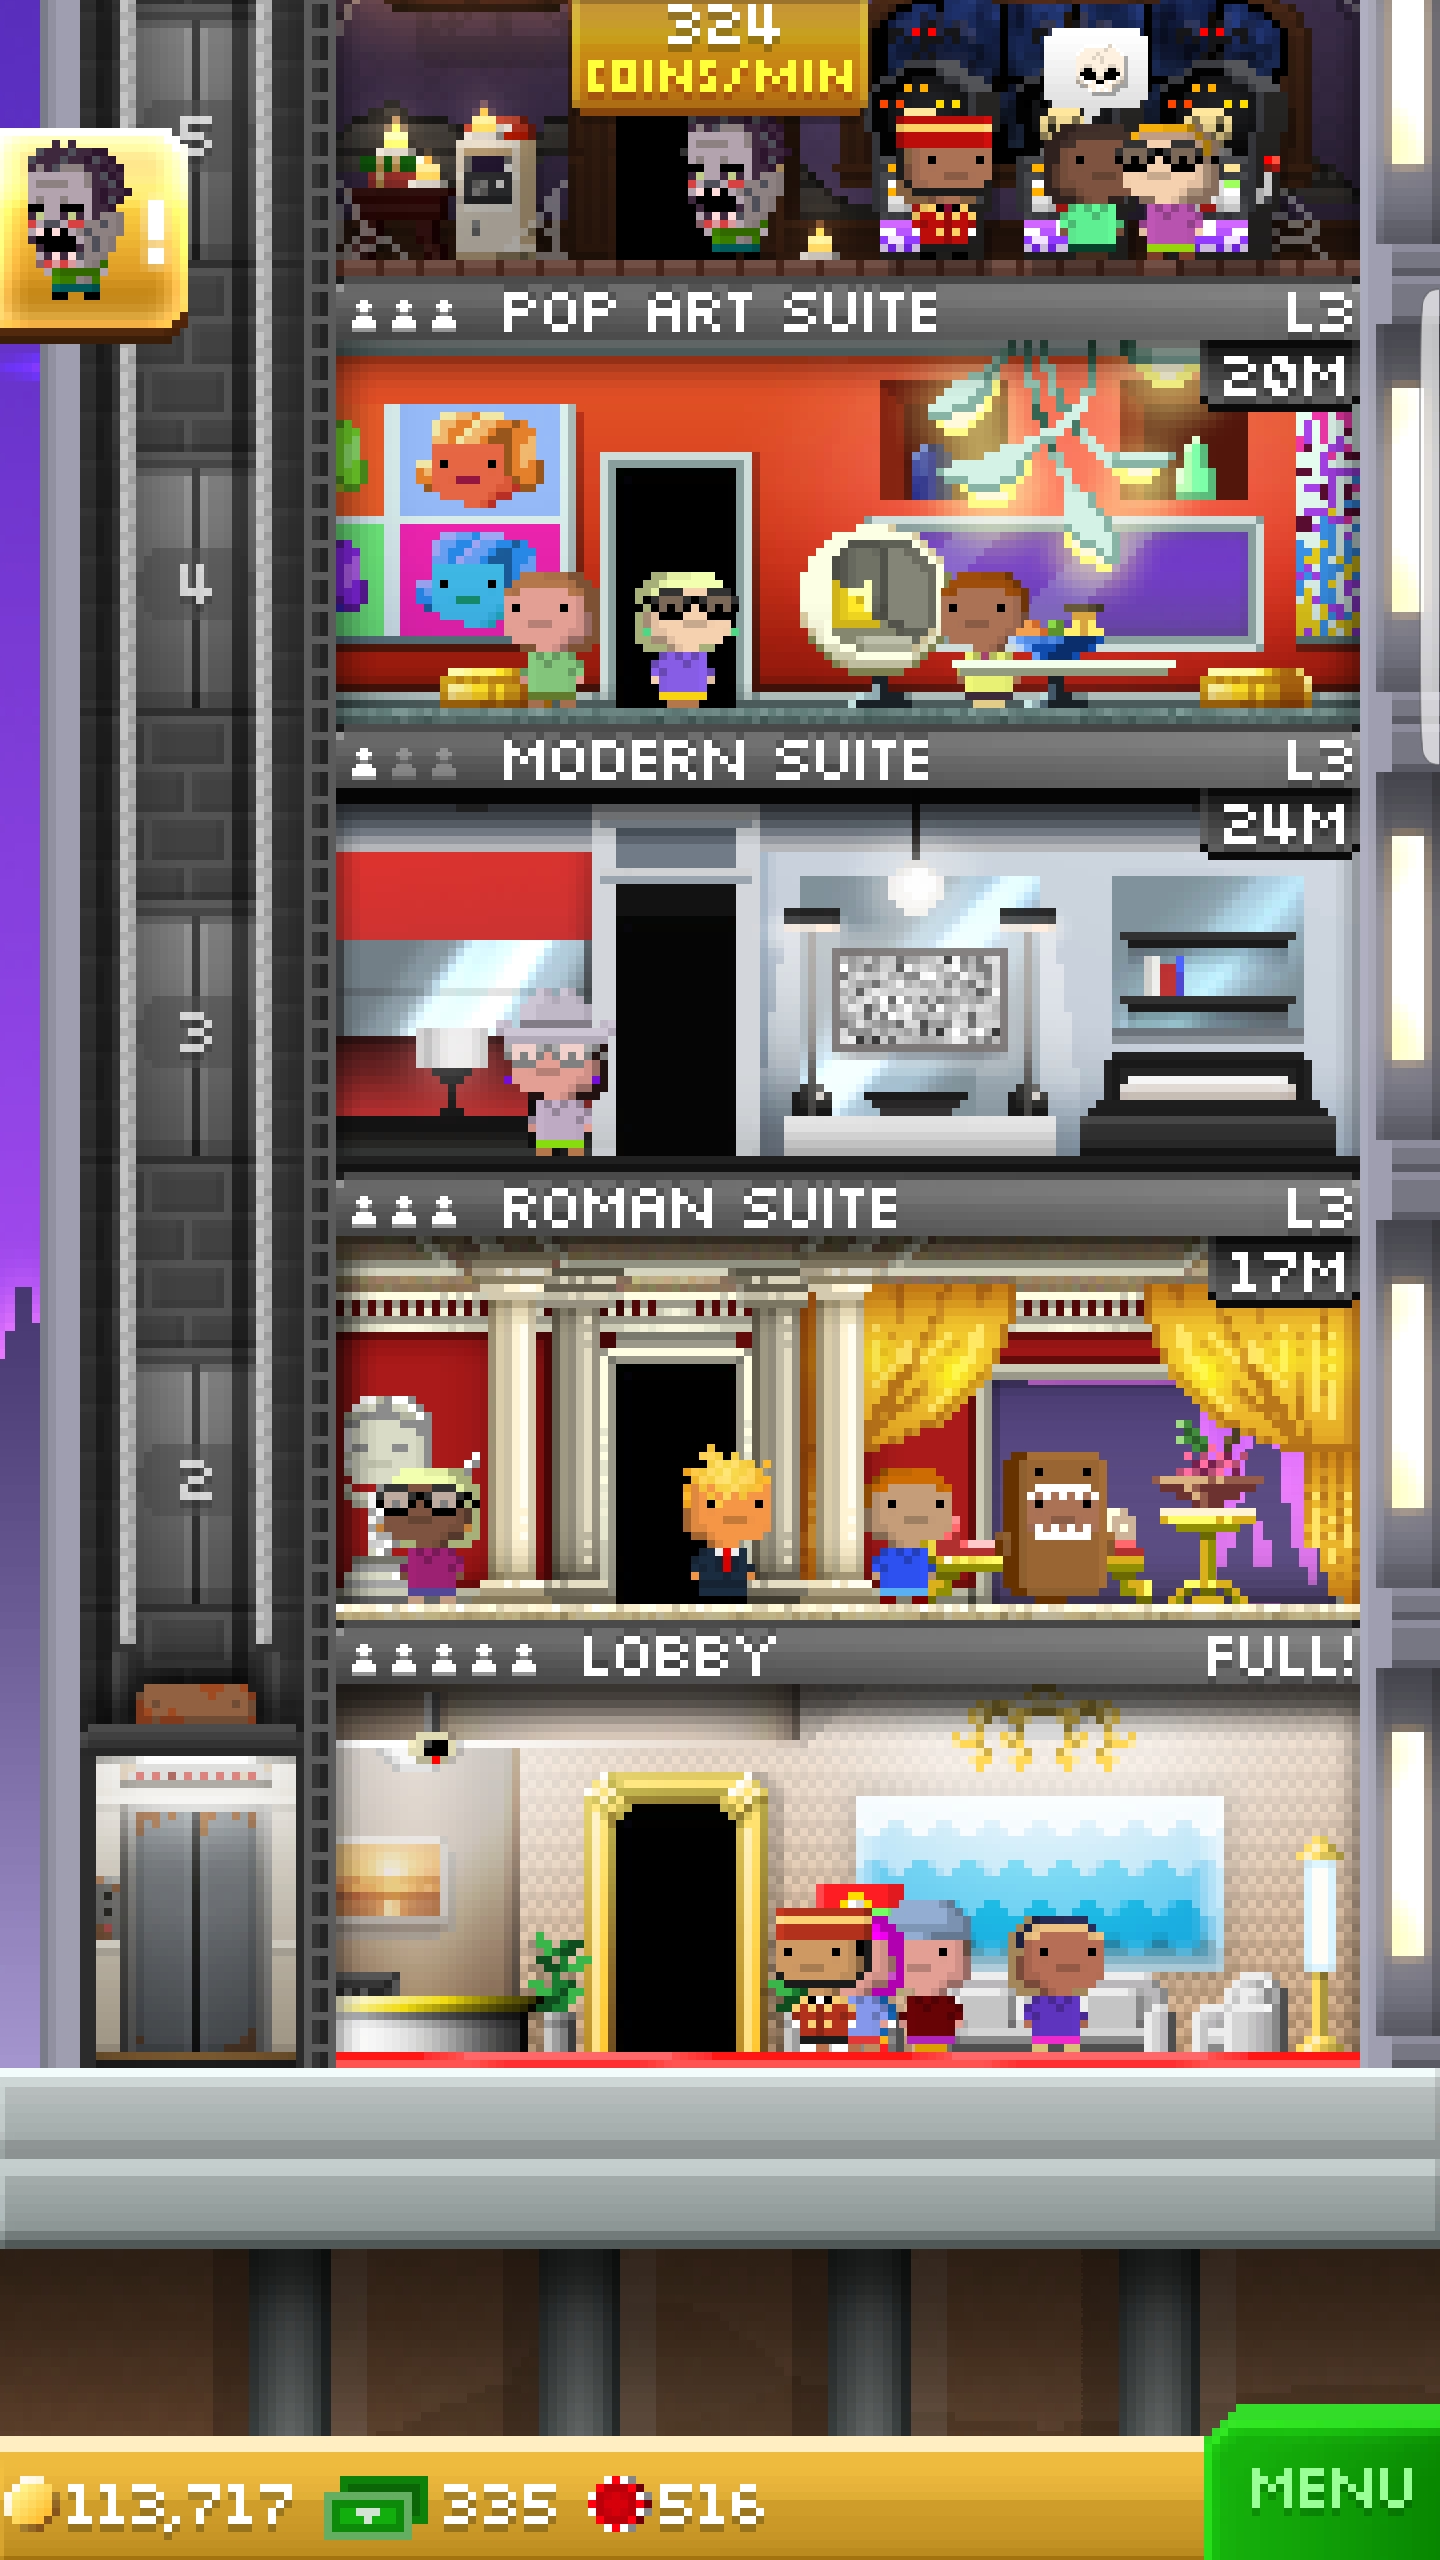 324
COINS/MIN
5
!
POP ART SUITE L3
20M
4
MODERN SUITE L3
24M
3
ROMAN SUITE L3
17M
2
LOBBY FULL!
113,717 335 516 MENU